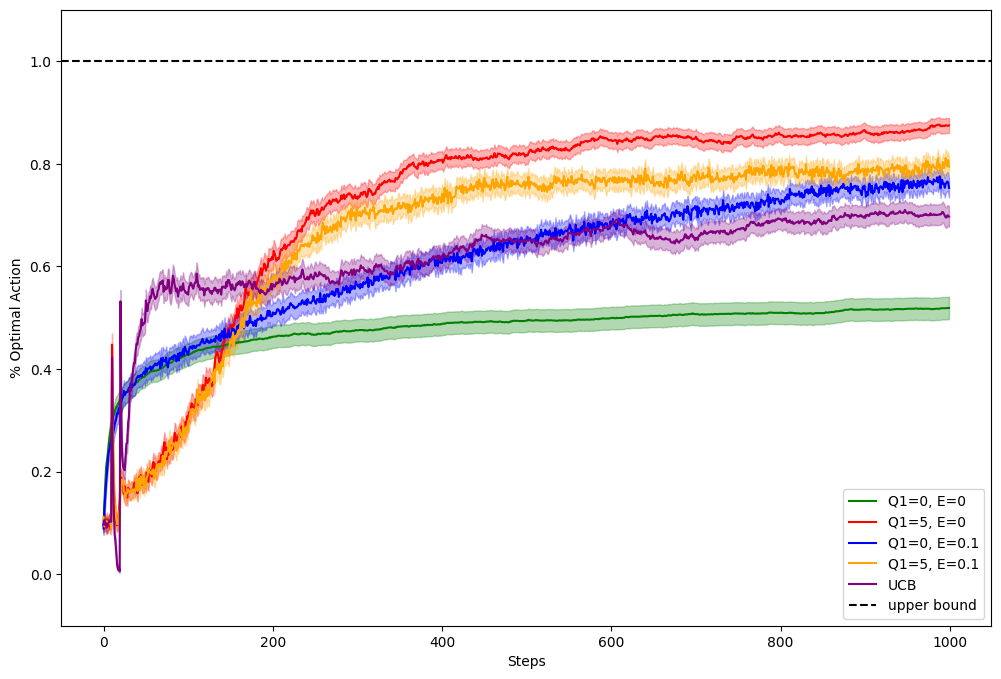 % Optimal Action
1.0
0.8
0.6
0.4
0.2
0.0
0 200 400 600 800 1000
Steps
Q1=0, E=0
Q1=5, E=0
Q1=0, E=0.1
Q1=5, E=0.1
UCB
upper bound